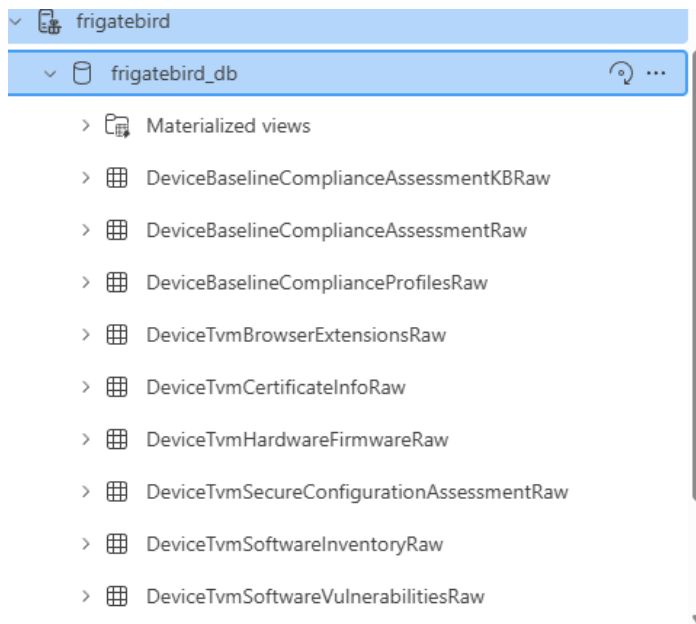 frigatebird
frigatebird_db
Materialized views
DeviceBaselineComplianceAssessmentKBRaw
DeviceBaselineComplianceAssessmentRaw
DeviceBaselineComplianceProfilesRaw
DeviceTvmBrowserExtensionsRaw
DeviceTvmCertificateInfoRaw
DeviceTvmHardwareFirmwareRaw
DeviceTvmSecureConfigurationAssessmentRaw
DeviceTvmSoftwareInventoryRaw
DeviceTvmSoftwareVulnerabilitiesRaw